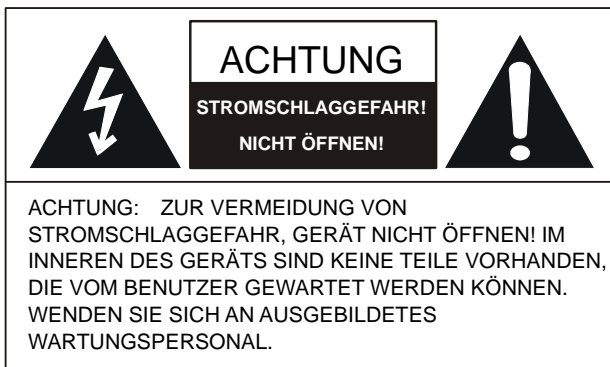 ACHTUNG
STROMSCHLAGGEFAHR!
NICHT ÖFFNEN!
ACHTUNG: ZUR VERMEIDUNG VON
STROMSCHLAGGEFAHR, GERÄT NICHT ÖFFNEN! IM
INNEREN DES GERÄTS SIND KEINE TEILE VORHANDEN,
DIE VOM BENUTZER GEWARTET WERDEN KÖNNEN.
WENDEN SIE SICH AN AUSGEBILDETES
WARTUNGSPERSONAL.